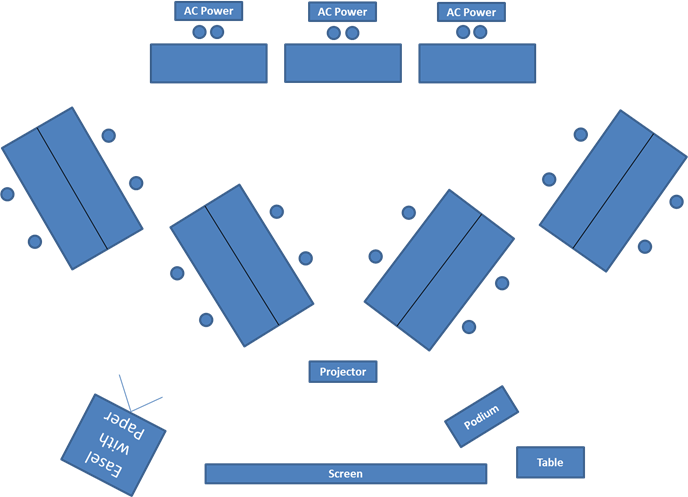 AC Power
AC Power
AC Power
Projector
Podium
Easel
with
Paper
Screen
Table